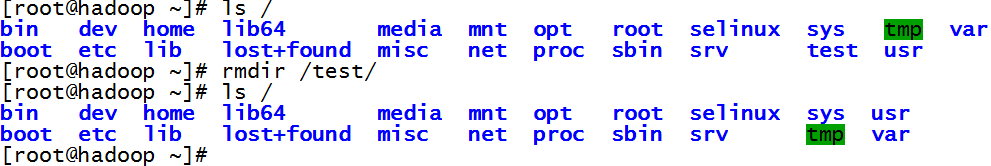 [root@hadoop ~]# ls /
bin dev home lib64 media mnt opt root selinux sys tmp var
boot etc lib lost+found misc net proc sbin srv test usr
[root@hadoop ~]# rmdir /test/
[root@hadoop ~]# ls /
bin dev home lib64 media mnt opt root selinux sys usr
boot etc lib lost+found misc net proc sbin srv tmp var
[root@hadoop ~]#